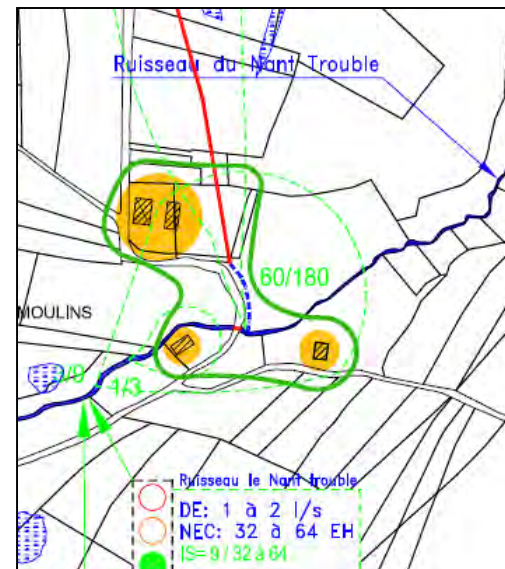 Ruisseau du Nant Trouble
60/180
MOULINS
1/3
Ruisseau le Nant trouble
DE: 1 à 2 l/s
NEC: 32 à 64 EH
IS= 9 / 32 à 64